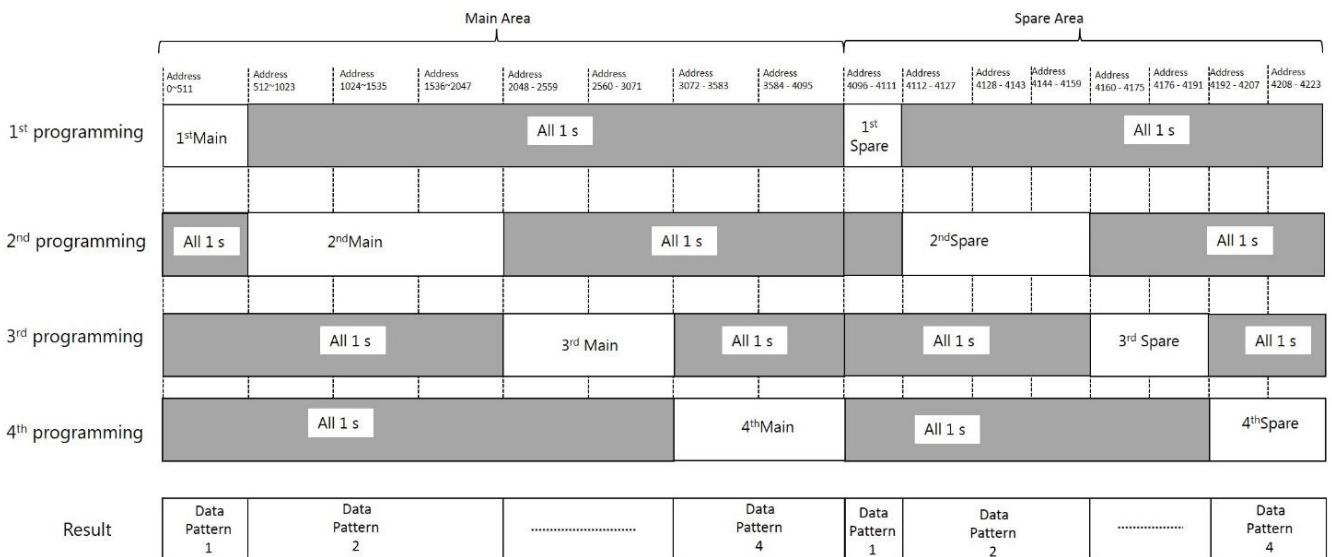 Main Area
Spare Area
Address
0~511
Address
512~1023
Address
1024~1535
Address
1536~2047
Address
2048 - 2559
Address
2560 - 3071
Address
3072 - 3583
Address
3584 - 4095
Address
4096 - 4111
Address
4112 - 4127
Address
4128 - 4143
Address
4144 - 4159
Address
4160 - 4175
Address
4176 - 4191
Address
4192 - 4207
Address
4208 - 4223
1st programming
1stMain
All 1 s
1st
Spare
All 1 s
2nd programming
All 1 s
2ndMain
All 1 s
2ndSpare
All 1 s
3rd programming
All 1 s
3rd Main
All 1 s
All 1 s
3rd Spare
All 1 s
4th programming
All 1 s
4thMain
All 1 s
4thSpare
Result
Data
Pattern
1
Data
Pattern
2
....................
Data
Pattern
4
Data
Pattern
1
Data
Pattern
2
..................
Data
Pattern
4